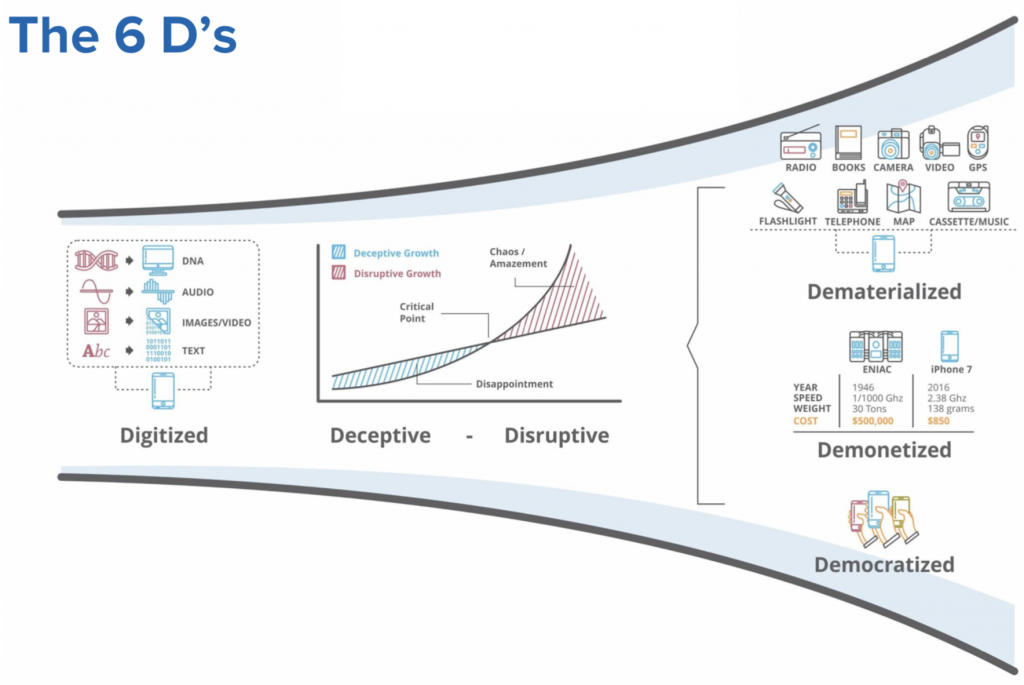 The 6 D's
DNA
AUDIO
IMAGES/VIDEO
Abc
1011011
0001101
1110010
0100101
TEXT
Digitized
Deceptive Growth
Disruptive Growth
Chaos /
Amazement
Critical
Point
Disappointment
Deceptive - Disruptive
RADIO BOOKS CAMERA VIDEO GPS
FLASHLIGHT TELEPHONE MAP CASSETTE/MUSIC
Dematerialized
ENIAC iPhone 7
YEAR 1946 2016
SPEED 1/1000 Ghz 2.38 Ghz
WEIGHT 30 Tons 138 grams
COST $500,000 $850
Demonetized
Democratized